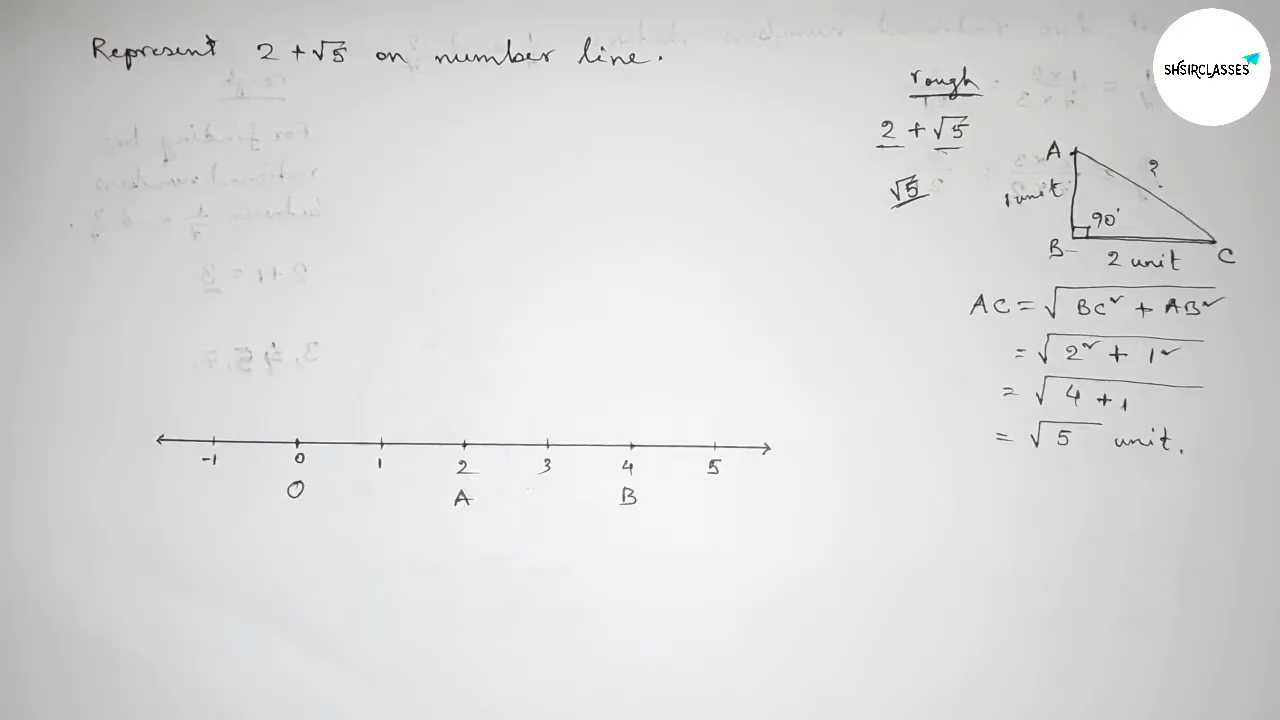 Represent 2 + √5 on number line.
SHSIRCLASSES
rough
2 + √5
√5
A
?
1 unit
90°
B
2 unit
C
AC = √BC² + AB²
= √2² + 1²
= √4 + 1
= √5 unit.
-1 0 1 2 3 4 5
O A B